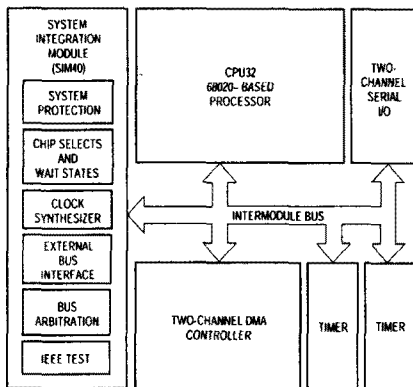 SYSTEM
INTEGRATION
MODULE
(SIM40)
SYSTEM
PROTECTION
CHIP SELECTS
AND
WAIT STATES
CLOCK
SYNTHESIZER
EXTERNAL
BUS
INTERFACE
BUS
ARBITRATION
IEEE TEST
CPU32
68020- BASED
PROCESSOR
TWO-
CHANNEL
SERIAL
I/O
INTERMODULE BUS
TWO-CHANNEL DMA
CONTROLLER
TIMER
TIMER